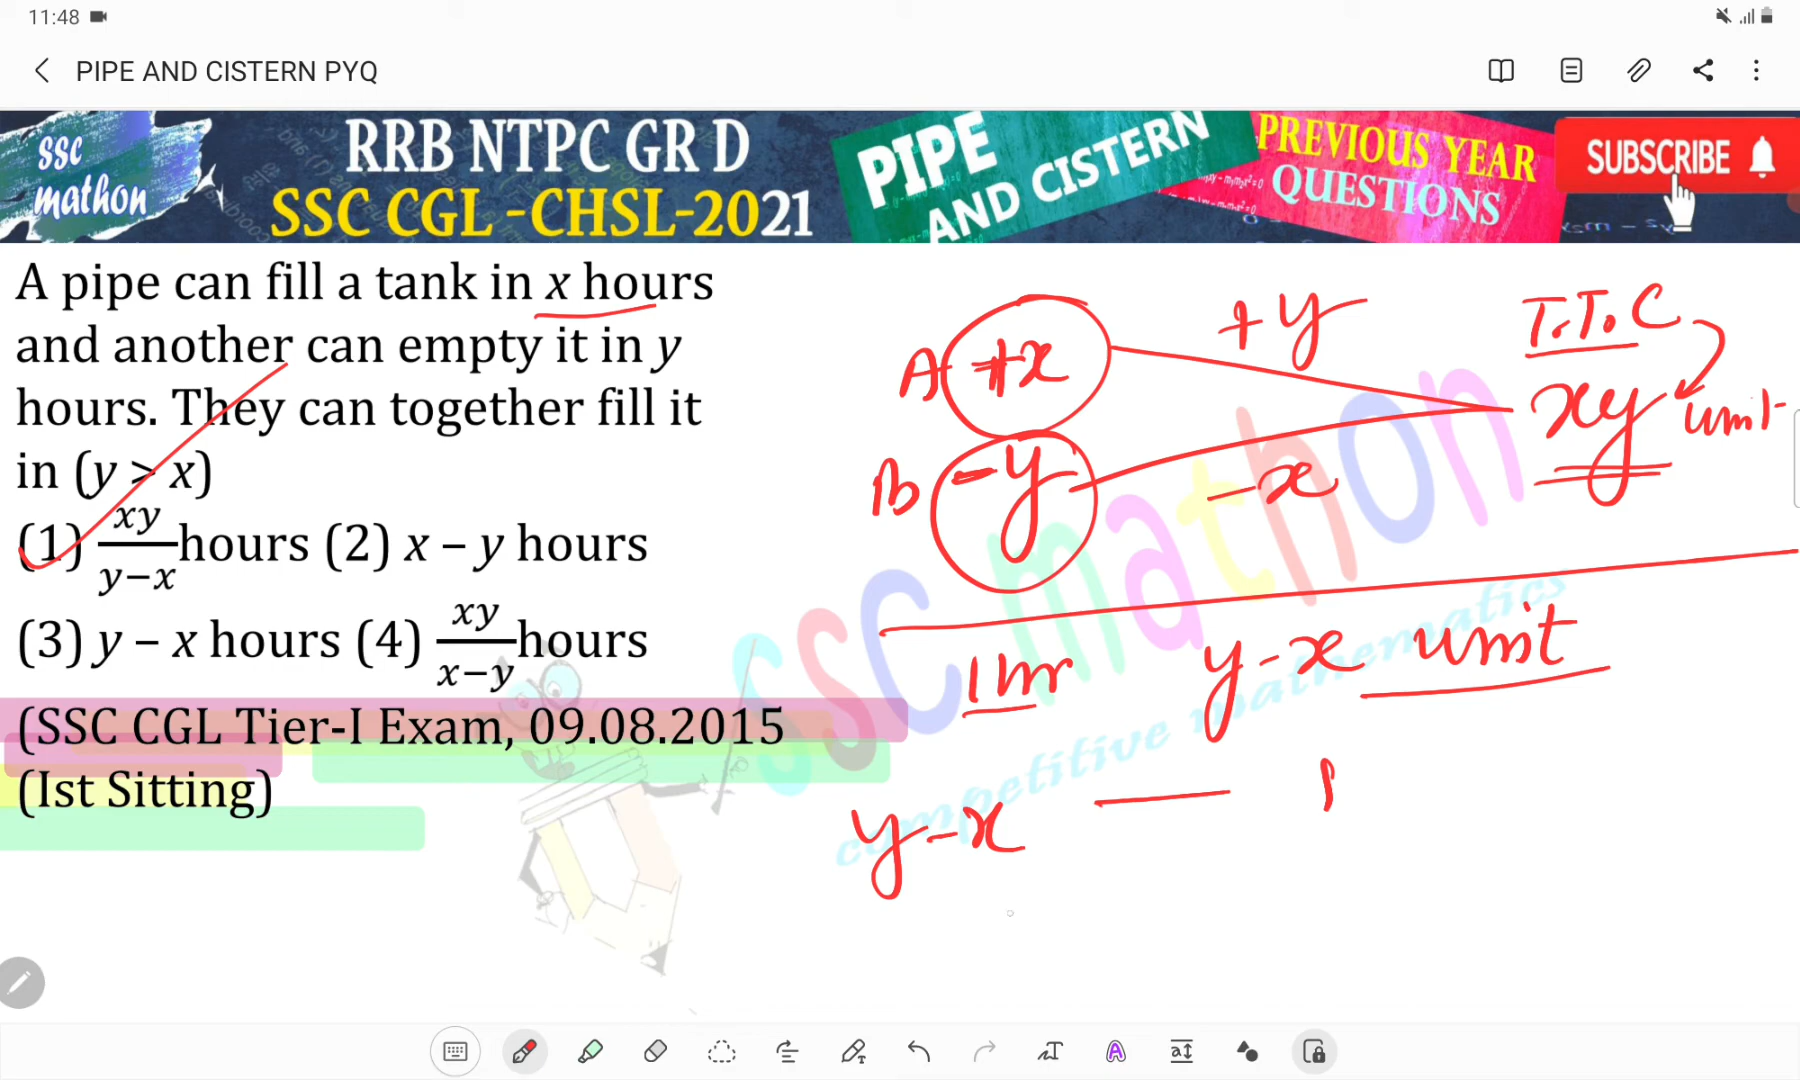 11:48
PIPE AND CISTERN PYQ
SSC
mathon
RRB NTPC GR D
SSC CGL -CHSL-2021
PIPE
AND CISTERN
PREVIOUS YEAR
QUESTIONS
SUBSCRIBE
A pipe can fill a tank in x hours
and another can empty it in y
hours. They can together fill it
in (y > x)
(1) xy/y−x hours (2) x – y hours
(3) y – x hours (4) xy/x−y hours
(SSC CGL Tier-I Exam, 09.08.2015
(Ist Sitting)
A +x +y T.T.C
xy unit
B -y -x
1 hr y-x unit
y-x — 1
ssc mathon
competitive mathematics